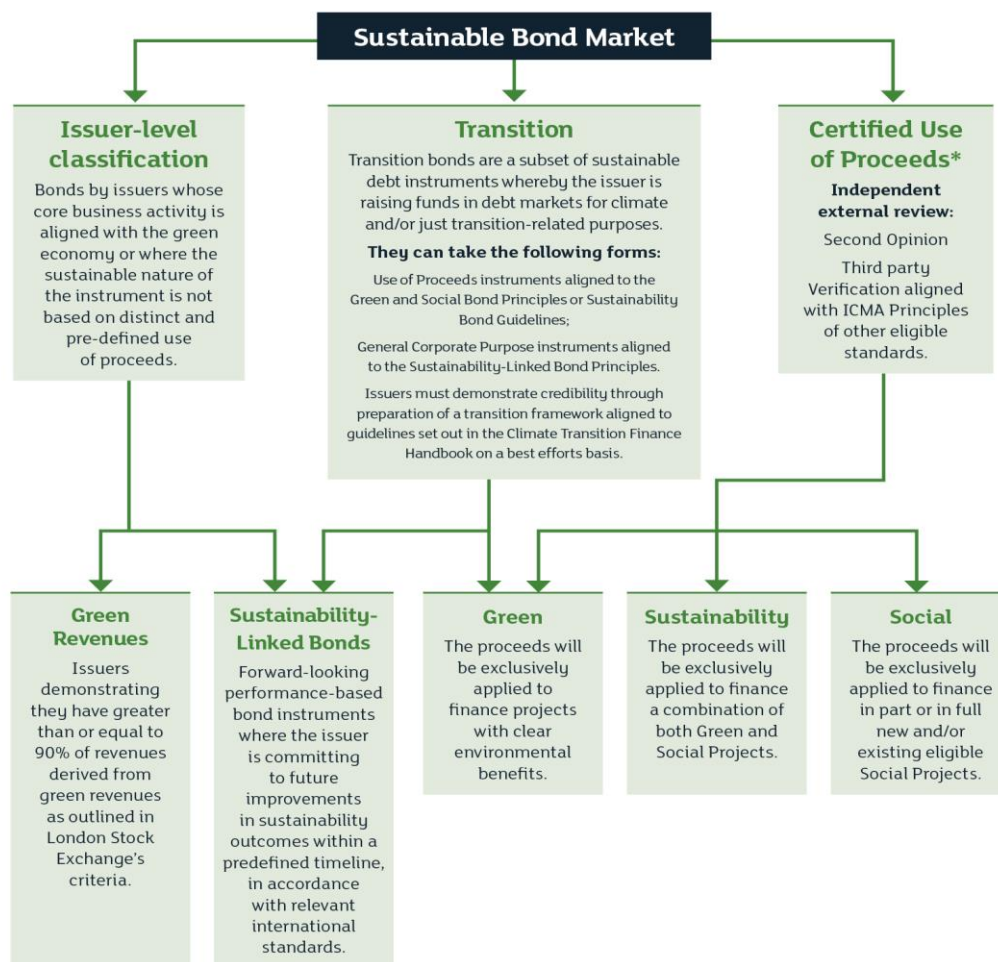 Sustainable Bond Market
Issuer-level
classification
Bonds by issuers whose
core business activity is
aligned with the green
economy or where the
sustainable nature of
the instrument is not
based on distinct and
pre-defined use
of proceeds.
Transition
Transition bonds are a subset of sustainable
debt instruments whereby the issuer is
raising funds in debt markets for climate
and/or just transition-related purposes.
They can take the following forms:
Use of Proceeds instruments aligned to the
Green and Social Bond Principles or Sustainability
Bond Guidelines;
General Corporate Purpose instruments aligned
to the Sustainability-Linked Bond Principles.
Issuers must demonstrate credibility through
preparation of a transition framework aligned to
guidelines set out in the Climate Transition Finance
Handbook on a best efforts basis.
Certified Use
of Proceeds*
Independent
external review:
Second Opinion
Third party
Verification aligned
with ICMA Principles
of other eligible
standards.
Green
Revenues
Issuers
demonstrating
they have greater
than or equal to
90% of revenues
derived from
green revenues
as outlined in
London Stock
Exchange's
criteria.
Sustainability-
Linked Bonds
Forward-looking
performance-based
bond instruments
where the issuer
is committing
to future
improvements
in sustainability
outcomes within a
predefined timeline,
in accordance
with relevant
international
standards.
Green
The proceeds will
be exclusively
applied to
finance projects
with clear
environmental
benefits.
Sustainability
The proceeds will
be exclusively
applied to finance
a combination of
both Green and
Social Projects.
Social
The proceeds will
be exclusively
applied to finance
in part or in full
new and/or
existing eligible
Social Projects.